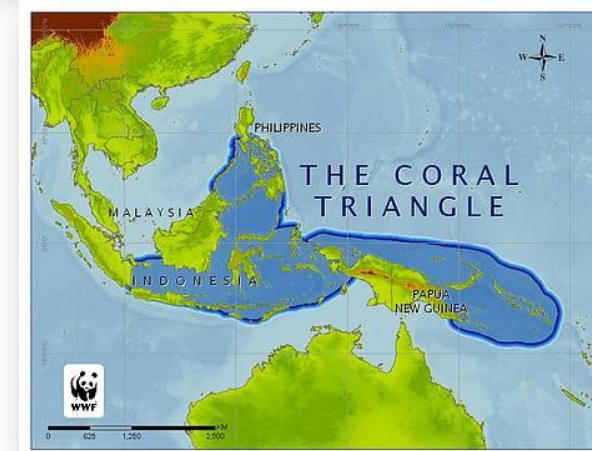 N
W E
S
PHILIPPINES
THE CORAL
TRIANGLE
MALAYSIA
INDONESIA
PAPUA
NEW GUINEA
WWF
KM
0 625 1,250 2,500